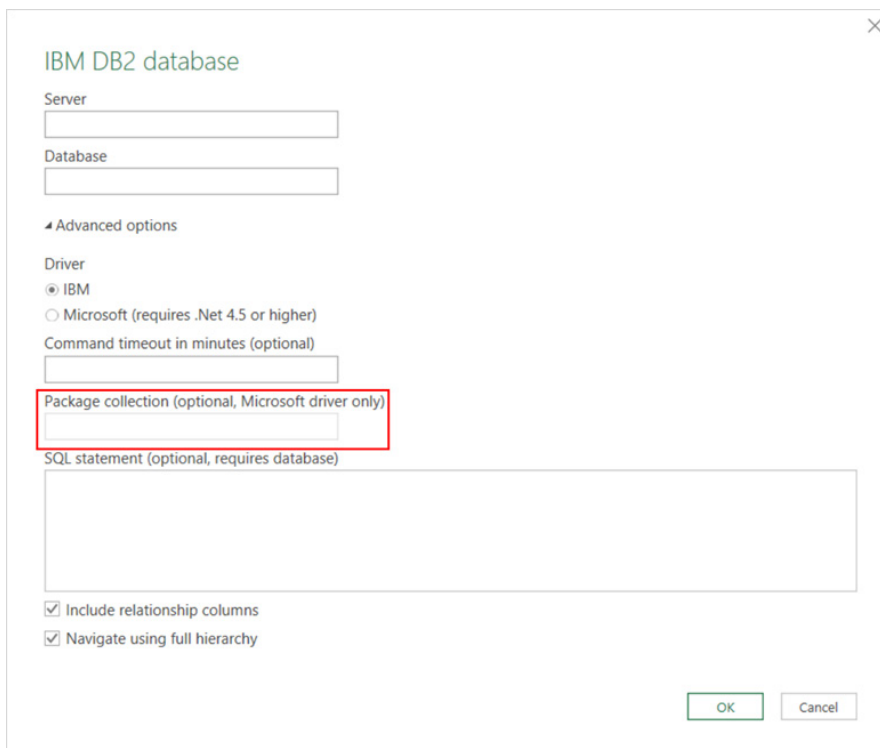 IBM DB2 database
Server
Database
Advanced options
Driver
IBM
Microsoft (requires .Net 4.5 or higher)
Command timeout in minutes (optional)
Package collection (optional, Microsoft driver only)
SQL statement (optional, requires database)
Include relationship columns
Navigate using full hierarchy
OK Cancel